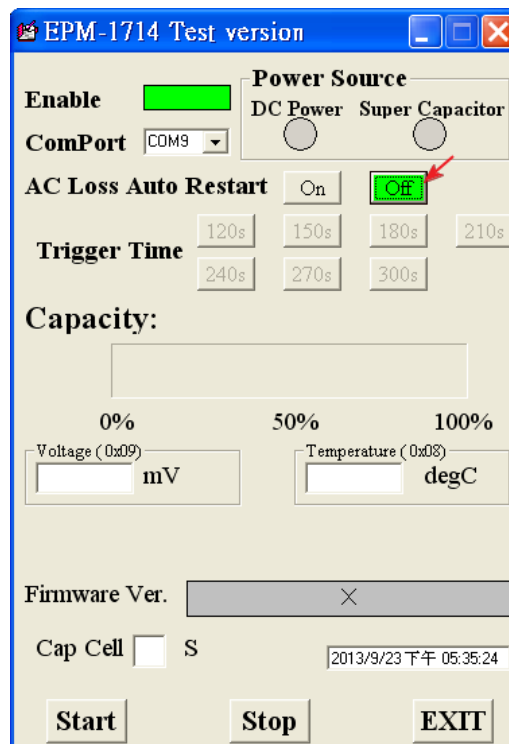 EPM-1714 Test version
Power Source
Enable
DC Power Super Capacitor
ComPort COM9
AC Loss Auto Restart On Off
120s 150s 180s 210s
Trigger Time
240s 270s 300s
Capacity:
0% 50% 100%
Voltage ( 0x09) Temperature ( 0x08)
mV degC
Firmware Ver. X
Cap Cell S
2013/9/23 下午 05:35:24
Start Stop EXIT